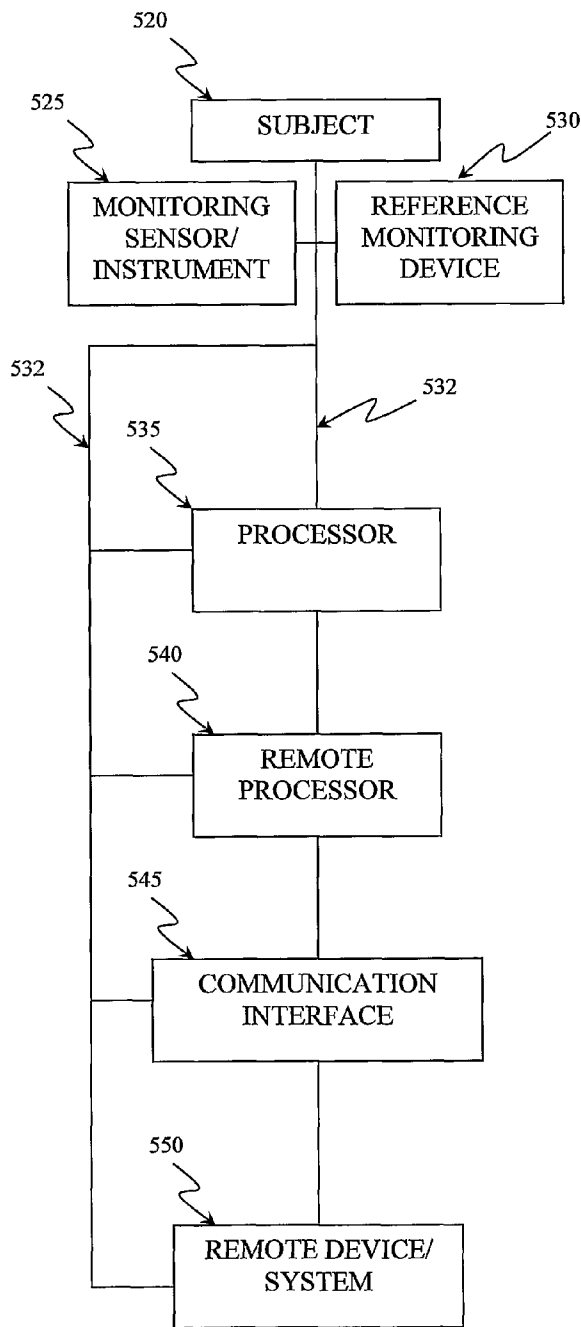 520
SUBJECT
525
530
MONITORING
SENSOR/
INSTRUMENT
REFERENCE
MONITORING
DEVICE
532
532
535
PROCESSOR
540
REMOTE
PROCESSOR
545
COMMUNICATION
INTERFACE
550
REMOTE DEVICE/
SYSTEM